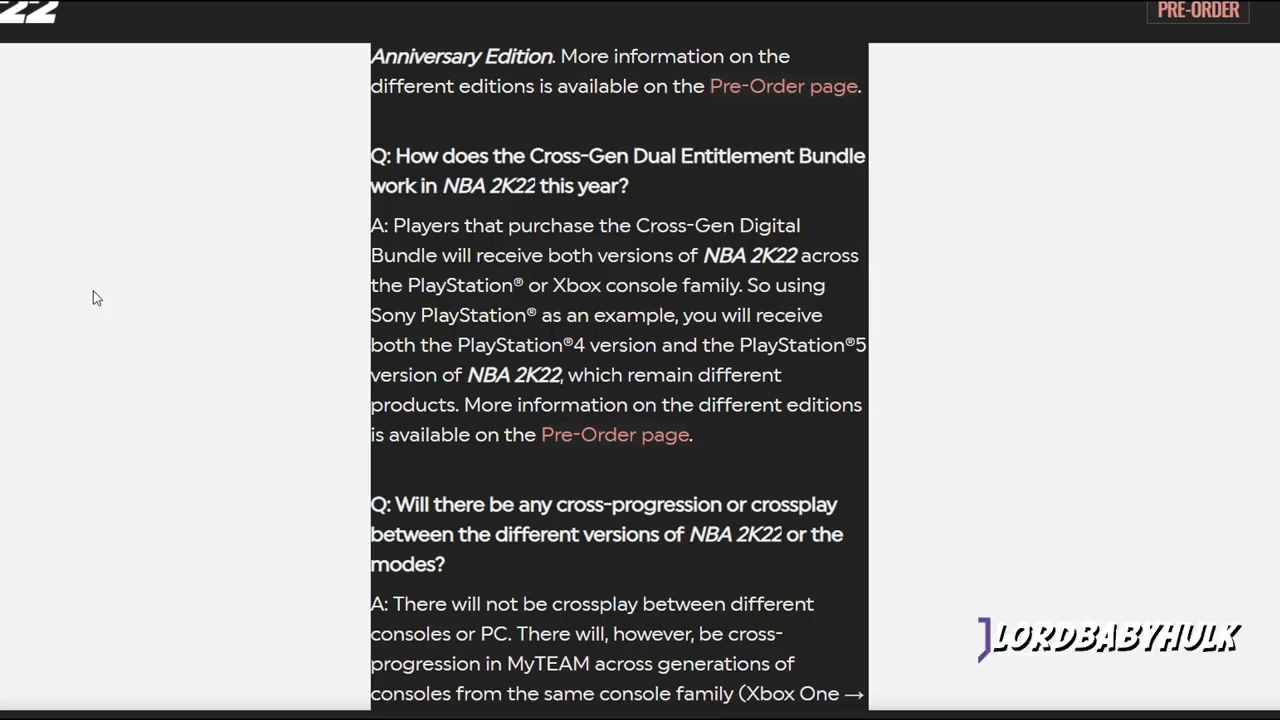 22
PRE-ORDER
Anniversary Edition. More information on the
different editions is available on the Pre-Order page.
Q: How does the Cross-Gen Dual Entitlement Bundle
work in NBA 2K22 this year?
A: Players that purchase the Cross-Gen Digital
Bundle will receive both versions of NBA 2K22 across
the PlayStation® or Xbox console family. So using
Sony PlayStation® as an example, you will receive
both the PlayStation®4 version and the PlayStation®5
version of NBA 2K22, which remain different
products. More information on the different editions
is available on the Pre-Order page.
Q: Will there be any cross-progression or crossplay
between the different versions of NBA 2K22 or the
modes?
A: There will not be crossplay between different
consoles or PC. There will, however, be cross-
progression in MyTEAM across generations of
consoles from the same console family (Xbox One →
LORDBABYHULK